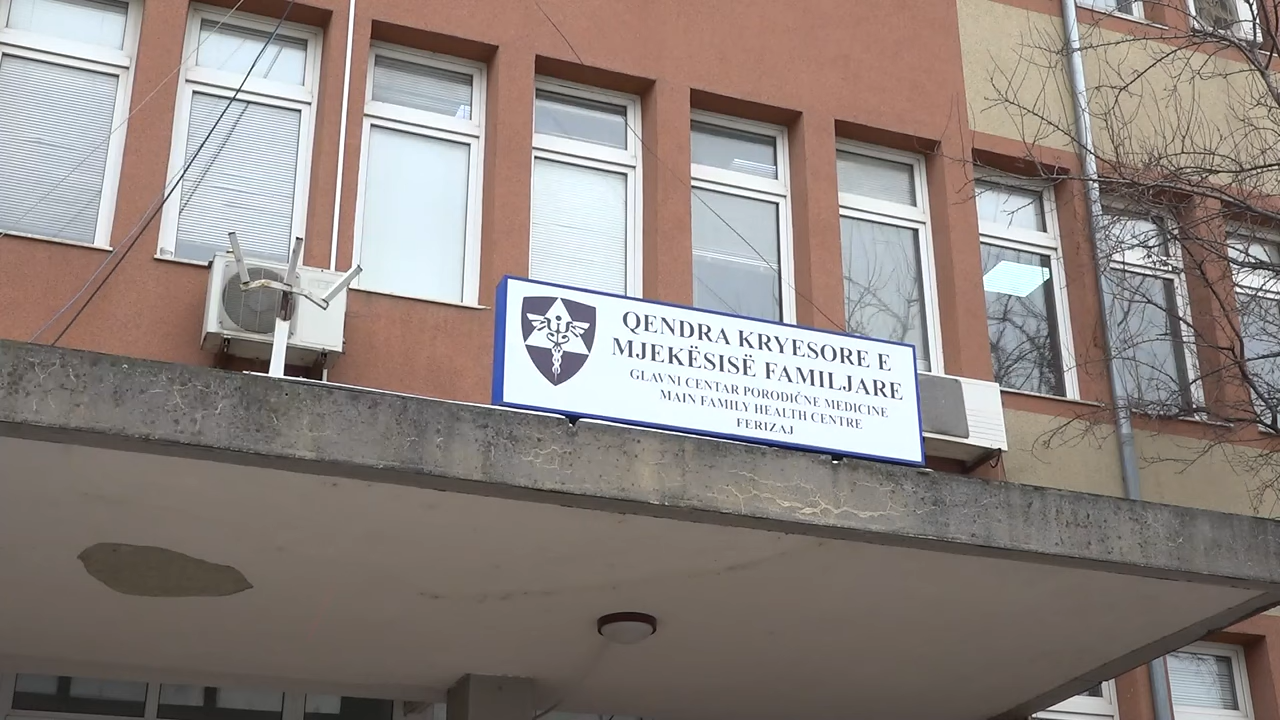 QENDRA KRYESORE E
MJEKËSISË FAMILJARE
GLAVNI CENTAR PORODIČNE MEDICINE
MAIN FAMILY HEALTH CENTRE
FERIZAJ